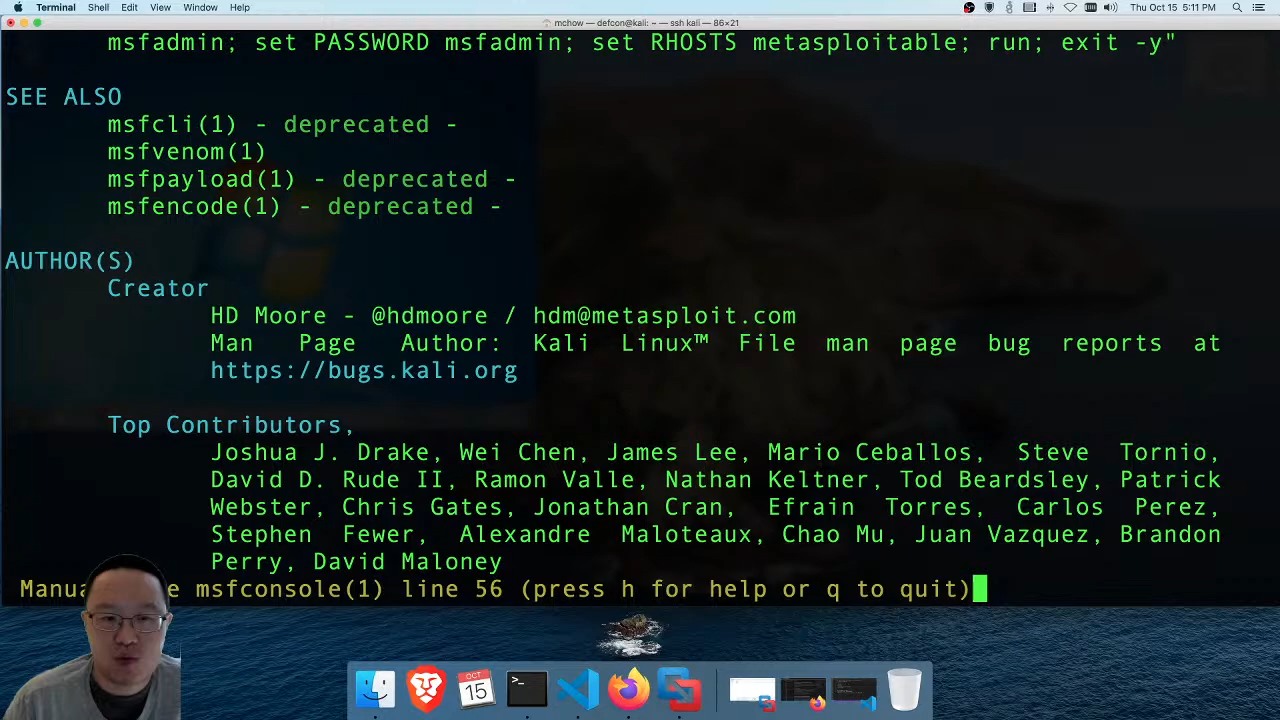 Terminal Shell Edit View Window Help Thu Oct 15 5:11 PM
mchow — defcon@kali: ~ — ssh kali — 86×21
msfadmin; set PASSWORD msfadmin; set RHOSTS metasploitable; run; exit -y"
SEE ALSO
msfcli(1) - deprecated -
msfvenom(1)
msfpayload(1) - deprecated -
msfencode(1) - deprecated -
AUTHOR(S)
Creator
HD Moore - @hdmoore / hdm@metasploit.com
Man Page Author: Kali Linux™ File man page bug reports at
https://bugs.kali.org
Top Contributors,
Joshua J. Drake, Wei Chen, James Lee, Mario Ceballos, Steve Tornio,
David D. Rude II, Ramon Valle, Nathan Keltner, Tod Beardsley, Patrick
Webster, Chris Gates, Jonathan Cran, Efrain Torres, Carlos Perez,
Stephen Fewer, Alexandre Maloteaux, Chao Mu, Juan Vazquez, Brandon
Perry, David Maloney
Manua e msfconsole(1) line 56 (press h for help or q to quit)
OCT
15
>_